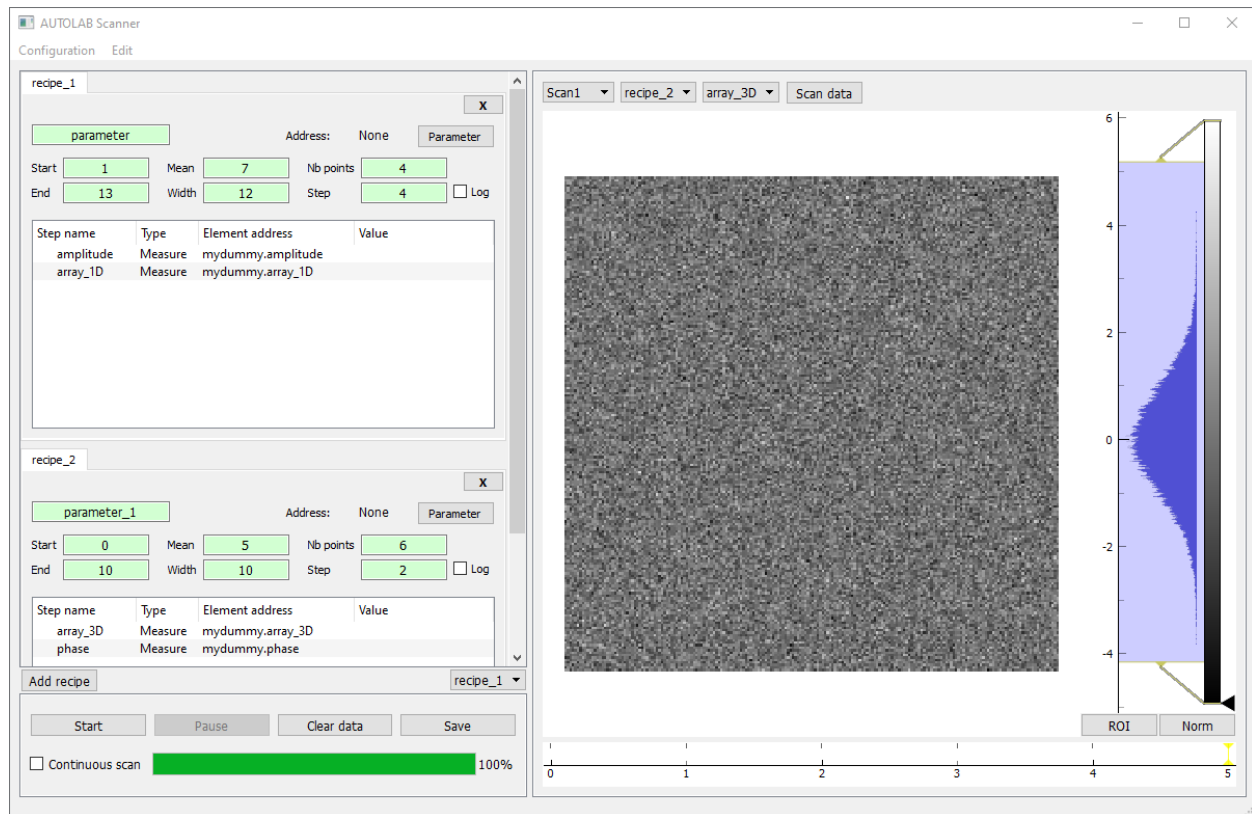 AUTOLAB Scanner
Configuration Edit
recipe_1
X
parameter Address: None Parameter
Start 1 Mean 7 Nb points 4
End 13 Width 12 Step 4 Log
Step name Type Element address Value
amplitude Measure mydummy.amplitude
array_1D Measure mydummy.array_1D
recipe_2
X
parameter_1 Address: None Parameter
Start 0 Mean 5 Nb points 6
End 10 Width 10 Step 2 Log
Step name Type Element address Value
array_3D Measure mydummy.array_3D
phase Measure mydummy.phase
Add recipe recipe_1
Start Pause Clear data Save
Continuous scan 100%
Scan1 recipe_2 array_3D Scan data
6
4
2
0
-2
-4
ROI Norm
0 1 2 3 4 5